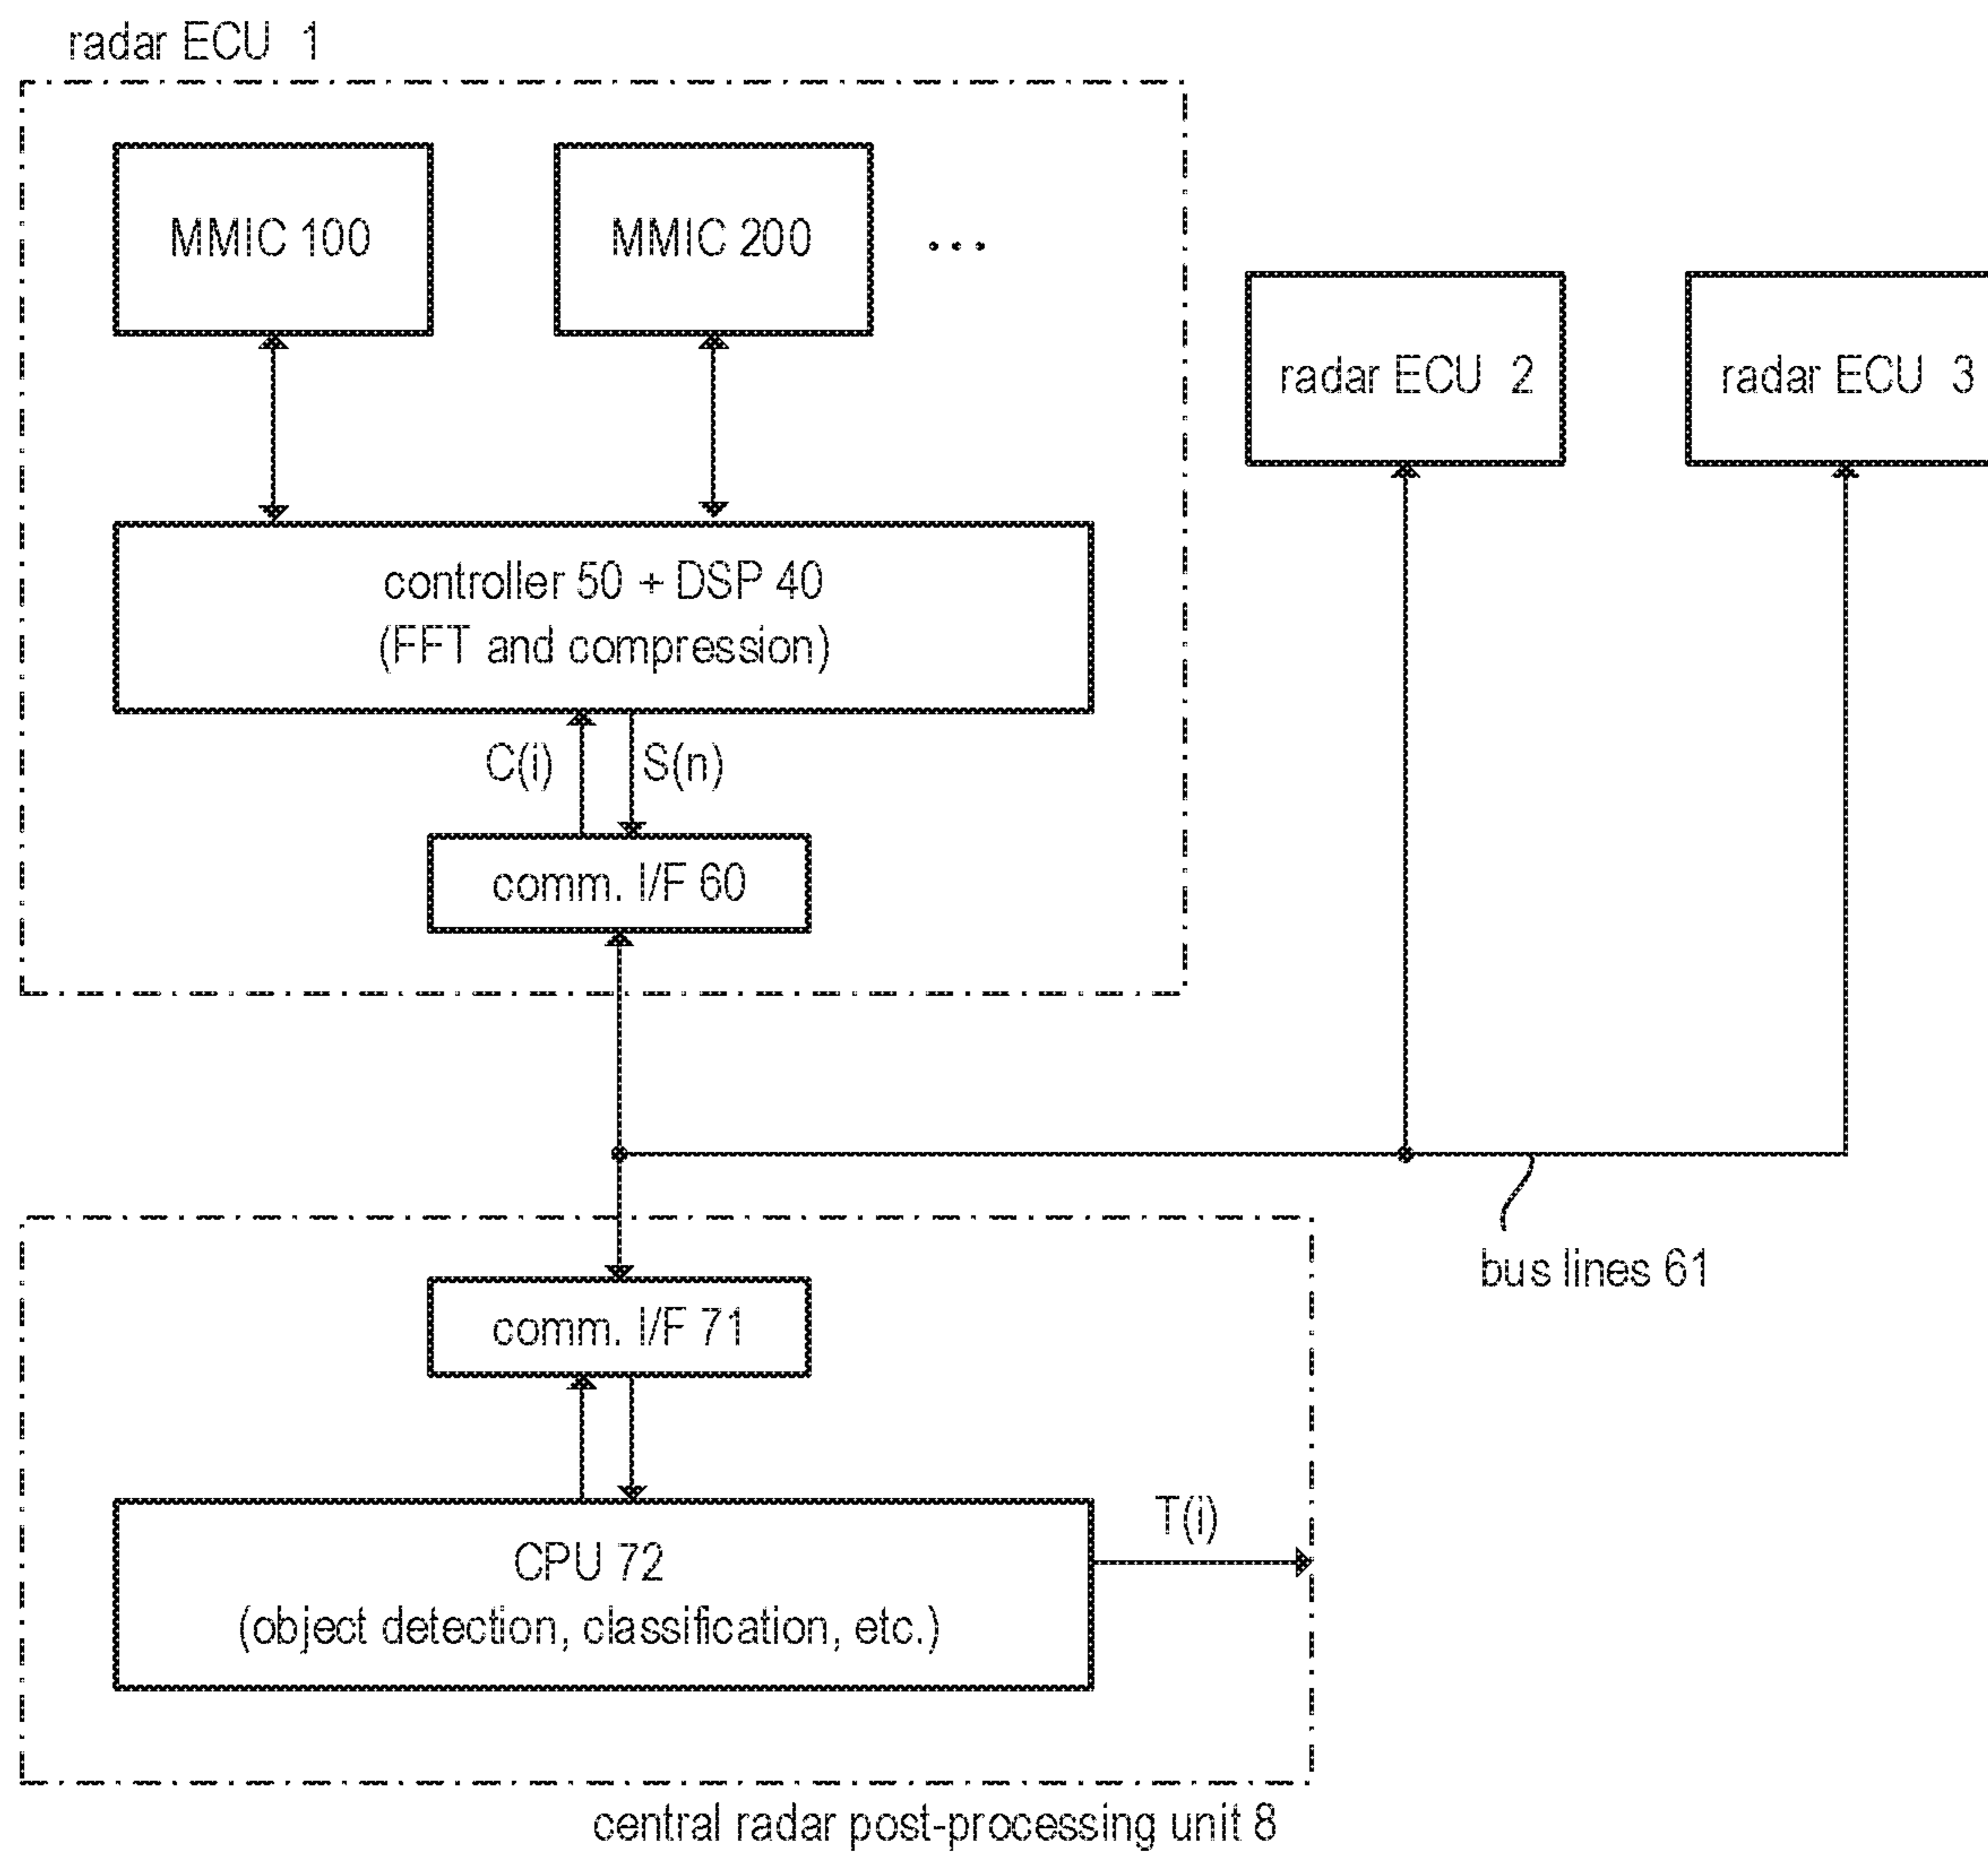 radar ECU 1
MMIC 100
MMIC 200
...
radar ECU 2
radar ECU 3
controller 50 + DSP 40
(FFT and compression)
C(i)
S(n)
comm. I/F 60
bus lines 61
comm. I/F 71
T(i)
CPU 72
(object detection, classification, etc.)
central radar post-processing unit 8